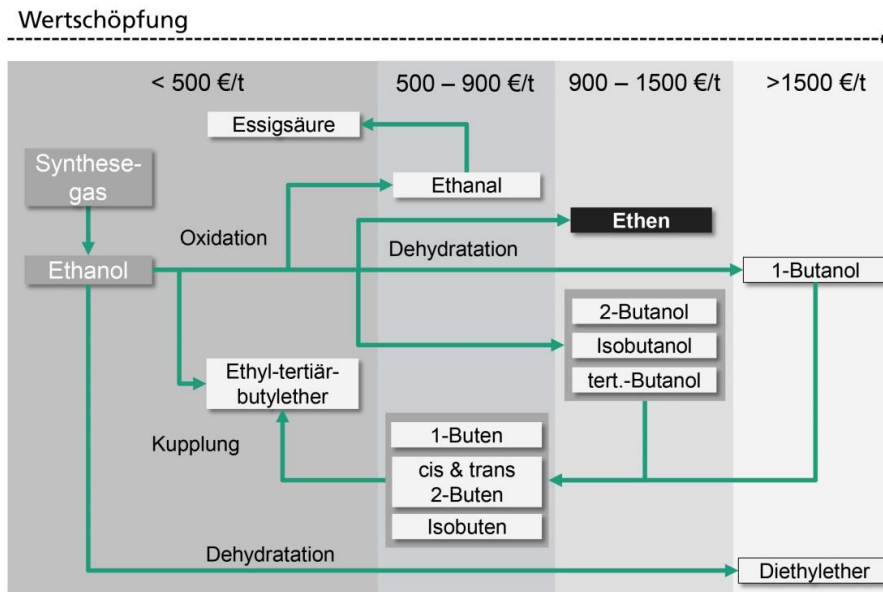 Wertschöpfung
< 500 €/t
500 – 900 €/t
900 – 1500 €/t
>1500 €/t
Essigsäure
Synthese-
gas
Ethanal
Ethen
Oxidation
Dehydratation
Ethanol
1-Butanol
2-Butanol
Isobutanol
tert.-Butanol
Ethyl-tertiär-
butylether
Kupplung
1-Buten
cis & trans
2-Buten
Isobuten
Dehydratation
Diethylether